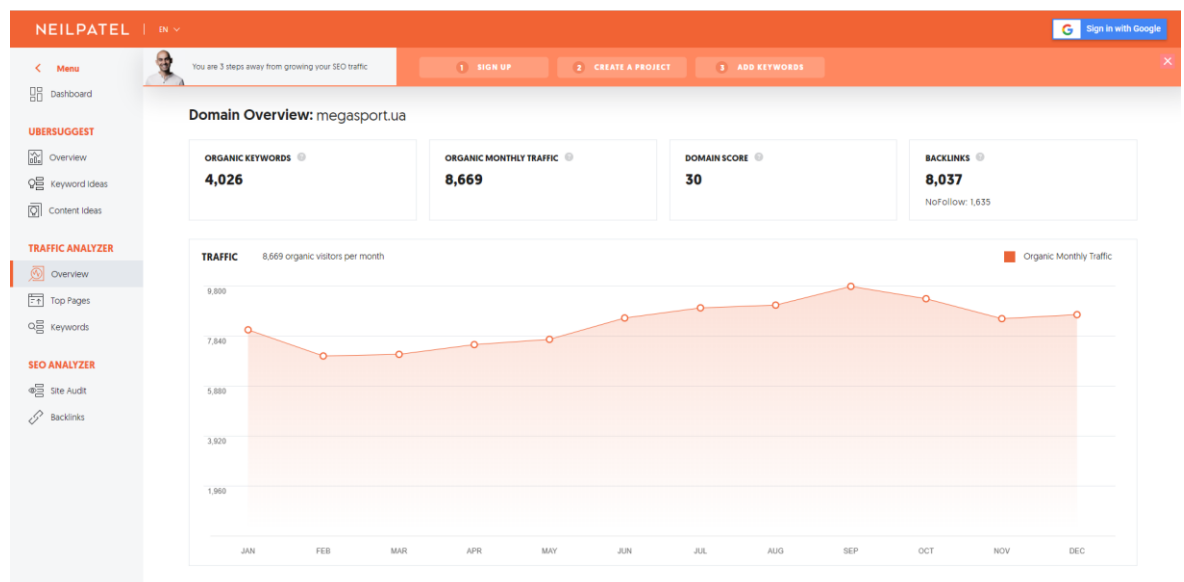 NEILPATEL | EN
Sign in with Google
Menu
You are 3 steps away from growing your SEO traffic
1 SIGN UP
2 CREATE A PROJECT
3 ADD KEYWORDS
Dashboard
UBERSUGGEST
Overview
Keyword Ideas
Content Ideas
TRAFFIC ANALYZER
Overview
Top Pages
Keywords
SEO ANALYZER
Site Audit
Backlinks
Domain Overview: megasport.ua
ORGANIC KEYWORDS ?
4,026
ORGANIC MONTHLY TRAFFIC ?
8,669
DOMAIN SCORE ?
30
BACKLINKS ?
8,037
NoFollow: 1,635
TRAFFIC 8,669 organic visitors per month
Organic Monthly Traffic
9,800
7,840
5,880
3,920
1,960
JAN FEB MAR APR MAY JUN JUL AUG SEP OCT NOV DEC